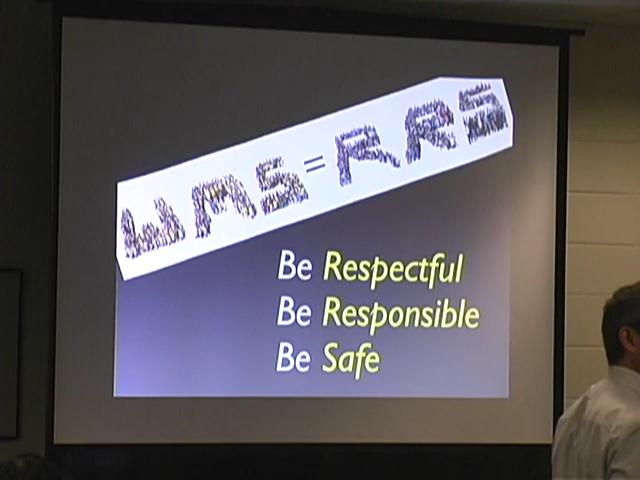 WMS = RRS
Be Respectful
Be Responsible
Be Safe